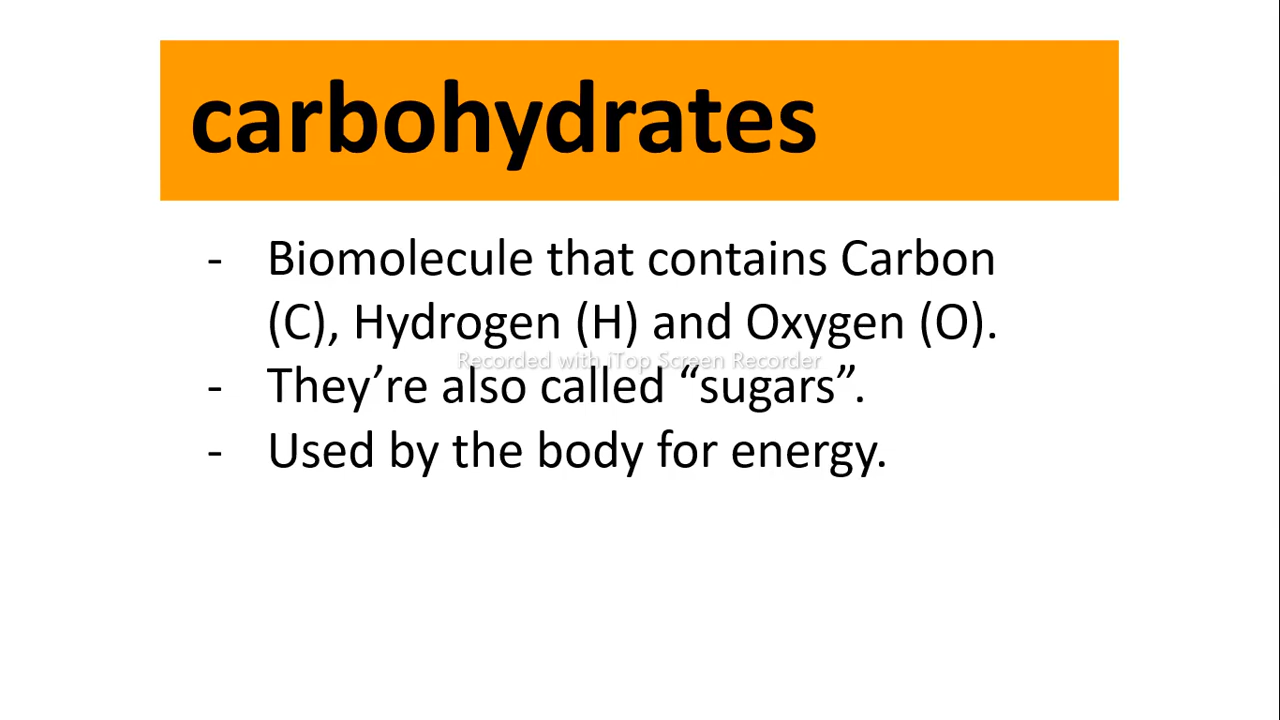 carbohydrates
- Biomolecule that contains Carbon
(C), Hydrogen (H) and Oxygen (O).
Recorded with iTop Screen Recorder
- They’re also called “sugars”.
- Used by the body for energy.